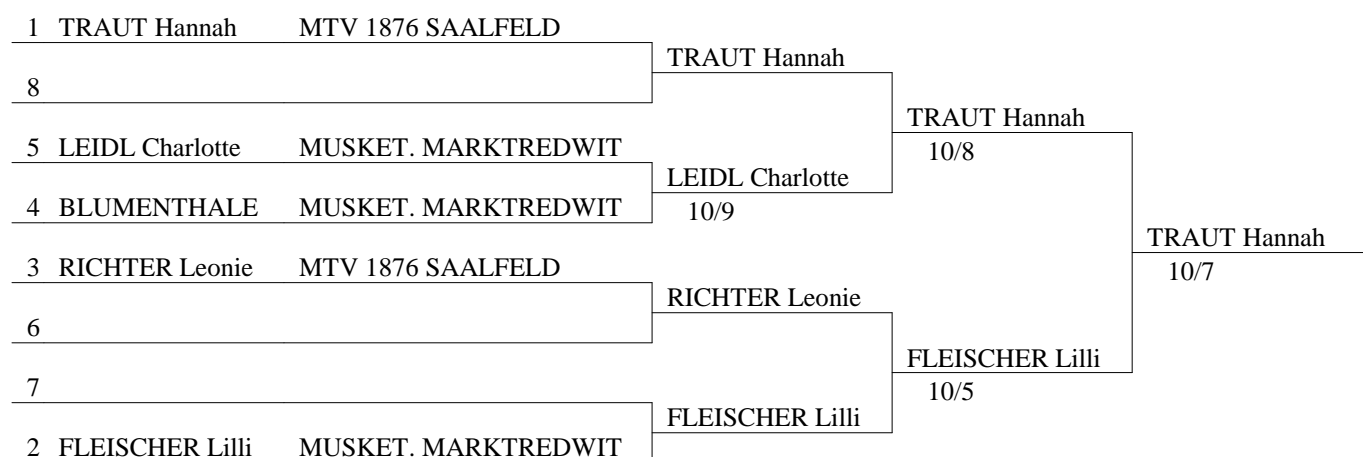 1 TRAUT Hannah MTV 1876 SAALFELD
TRAUT Hannah
8
TRAUT Hannah
5 LEIDL Charlotte MUSKET. MARKTREDWIT
10/8
LEIDL Charlotte
4 BLUMENTHALE MUSKET. MARKTREDWIT
10/9
TRAUT Hannah
3 RICHTER Leonie MTV 1876 SAALFELD
10/7
RICHTER Leonie
6
FLEISCHER Lilli
7
10/5
FLEISCHER Lilli
2 FLEISCHER Lilli MUSKET. MARKTREDWIT